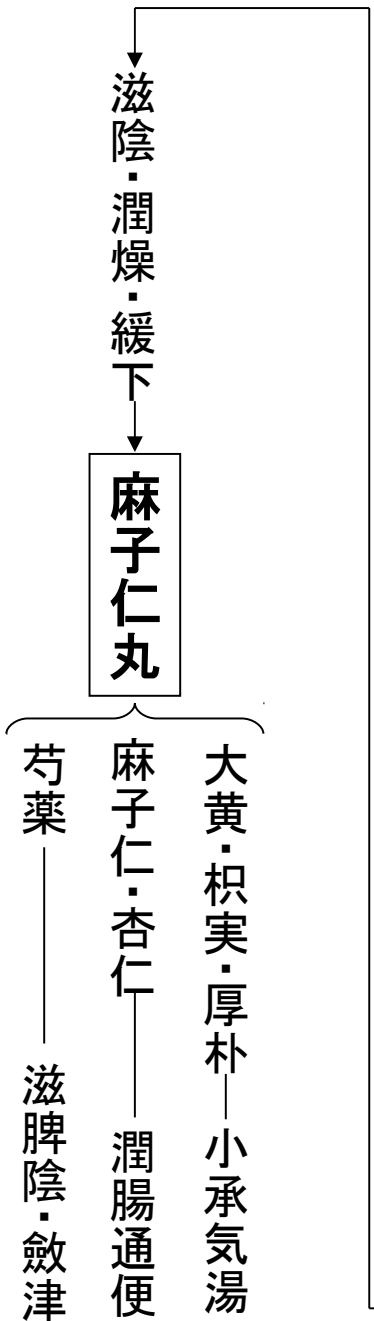 滋陰・潤燥・緩下
麻子仁丸
大黄・枳実・厚朴
小承気湯
麻子仁・杏仁
潤腸通便
芍薬
滋脾陰・斂津